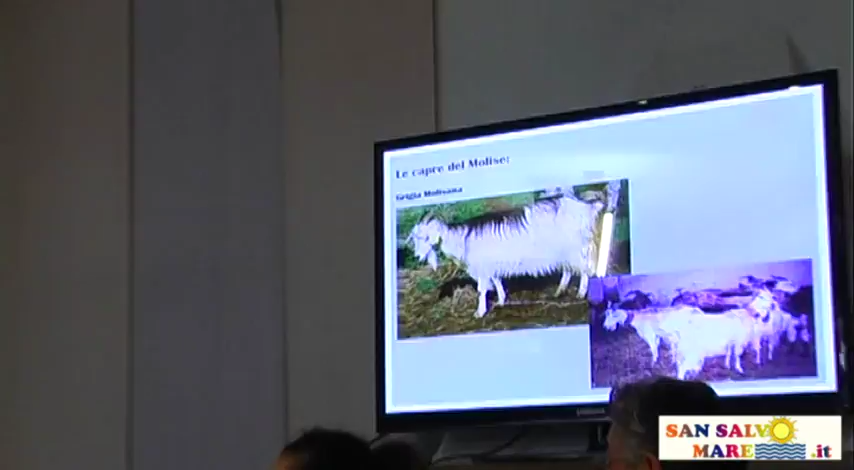 Le capre del Molise:
Grigia Molisana
SAN SALVO
MARE .it